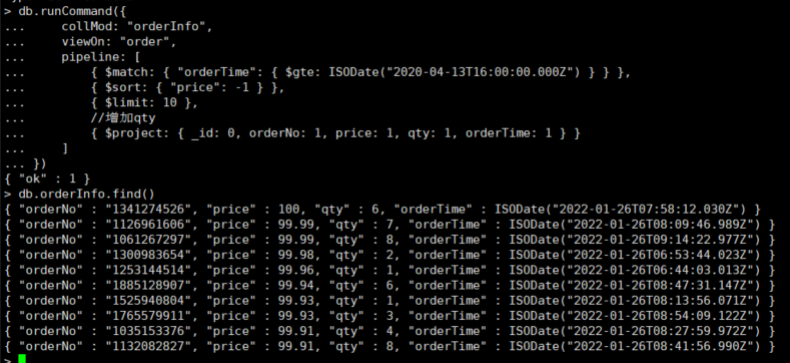 > db.runCommand({
...     collMod: "orderInfo",
...     viewOn: "order",
...     pipeline: [
...         { $match: { "orderTime": { $gte: ISODate("2020-04-13T16:00:00.000Z") } } },
...         { $sort: { "price": -1 } },
...         { $limit: 10 },
...         //增加qty
...         { $project: { _id: 0, orderNo: 1, price: 1, qty: 1, orderTime: 1 } }
...     ]
... })
{ "ok" : 1 }
> db.orderInfo.find()
{ "orderNo" : "1341274526", "price" : 100, "qty" : 6, "orderTime" : ISODate("2022-01-26T07:58:12.030Z") }
{ "orderNo" : "1126961606", "price" : 99.99, "qty" : 7, "orderTime" : ISODate("2022-01-26T08:09:46.989Z") }
{ "orderNo" : "1061267297", "price" : 99.99, "qty" : 8, "orderTime" : ISODate("2022-01-26T09:14:22.977Z") }
{ "orderNo" : "1300983654", "price" : 99.98, "qty" : 2, "orderTime" : ISODate("2022-01-26T06:53:44.023Z") }
{ "orderNo" : "1253144514", "price" : 99.96, "qty" : 1, "orderTime" : ISODate("2022-01-26T06:44:03.013Z") }
{ "orderNo" : "1885128907", "price" : 99.94, "qty" : 6, "orderTime" : ISODate("2022-01-26T08:47:31.147Z") }
{ "orderNo" : "1525940804", "price" : 99.93, "qty" : 1, "orderTime" : ISODate("2022-01-26T08:13:56.071Z") }
{ "orderNo" : "1765579911", "price" : 99.93, "qty" : 3, "orderTime" : ISODate("2022-01-26T08:54:09.122Z") }
{ "orderNo" : "1035153376", "price" : 99.91, "qty" : 4, "orderTime" : ISODate("2022-01-26T08:27:59.972Z") }
{ "orderNo" : "1132082827", "price" : 99.91, "qty" : 8, "orderTime" : ISODate("2022-01-26T08:41:56.990Z") }
>